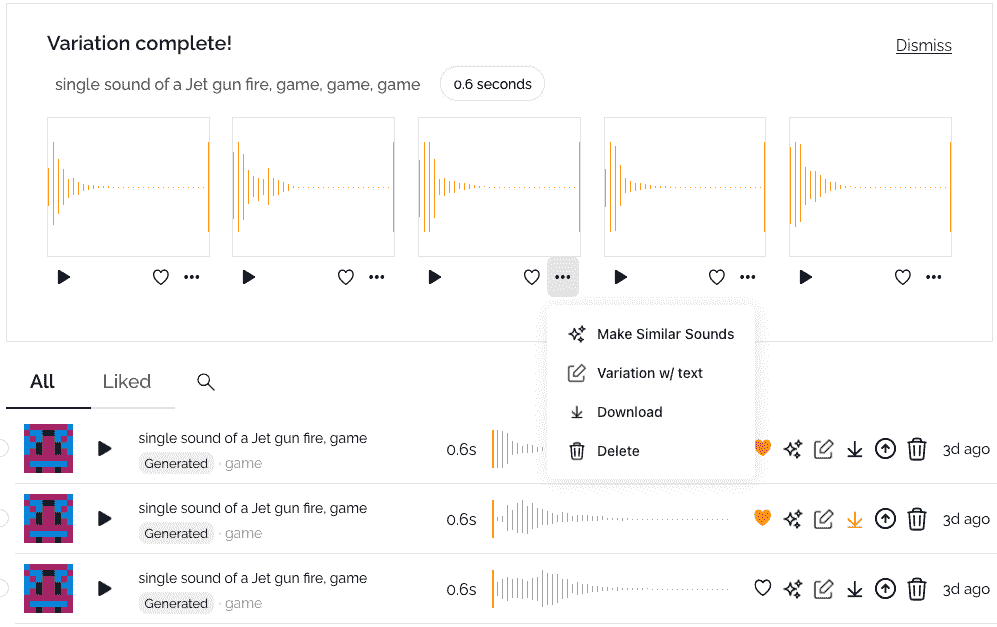 Variation complete!
Dismiss
single sound of a Jet gun fire, game, game, game
0.6 seconds
Make Similar Sounds
Variation w/ text
Download
Delete
All
Liked
single sound of a Jet gun fire, game
Generated · game
0.6s
3d ago
single sound of a Jet gun fire, game
Generated · game
0.6s
3d ago
single sound of a Jet gun fire, game
Generated · game
0.6s
3d ago